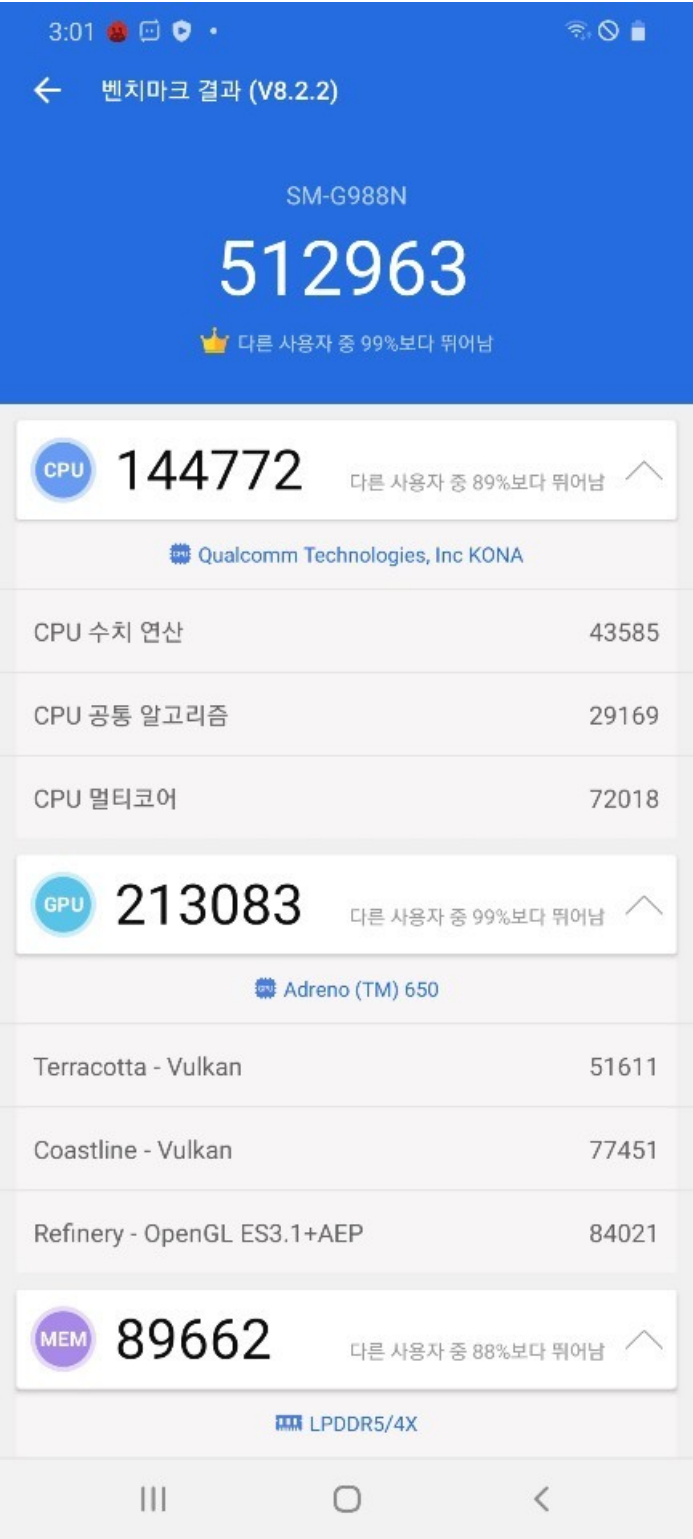 3:01
벤치마크 결과 (V8.2.2)
SM-G988N
512963
다른 사용자 중 99%보다 뛰어남
CPU 144772 다른 사용자 중 89%보다 뛰어남
Qualcomm Technologies, Inc KONA
CPU 수치 연산 43585
CPU 공통 알고리즘 29169
CPU 멀티코어 72018
GPU 213083 다른 사용자 중 99%보다 뛰어남
Adreno (TM) 650
Terracotta - Vulkan 51611
Coastline - Vulkan 77451
Refinery - OpenGL ES3.1+AEP 84021
MEM 89662 다른 사용자 중 88%보다 뛰어남
LPDDR5/4X